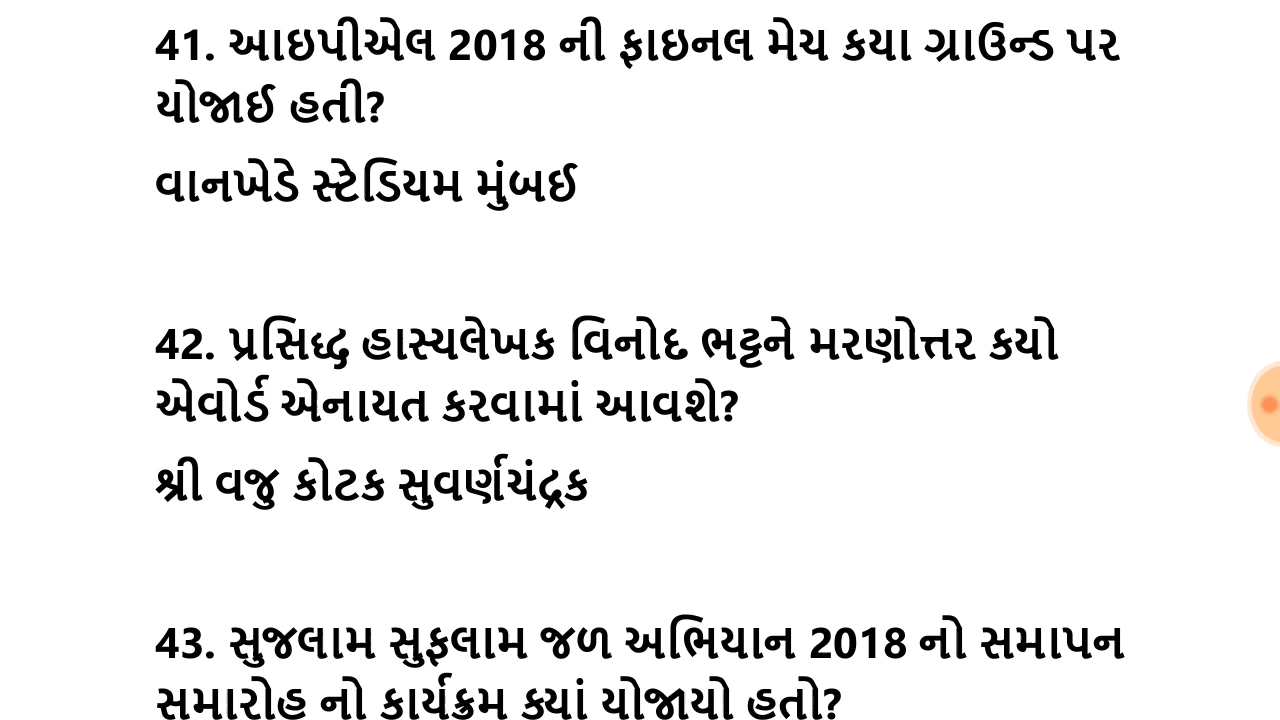 41. આઇપીએલ 2018 ની ફાઇનલ મેચ કયા ગ્રાઉન્ડ પર
યોજાઈ હતી?
વાનખેડે સ્ટેડિયમ મુંબઈ
42. પ્રસિદ્ધ હાસ્યલેખક વિનોદ ભટ્ટને મરણોત્તર કયો
એવોર્ડ એનાયત કરવામાં આવશે?
શ્રી વજુ કોટક સુવર્ણચંદ્રક
43. સુજલામ સુફલામ જળ અભિયાન 2018 નો સમાપન
સમારોહ નો કાર્યક્રમ ક્યાં યોજાયો હતો?